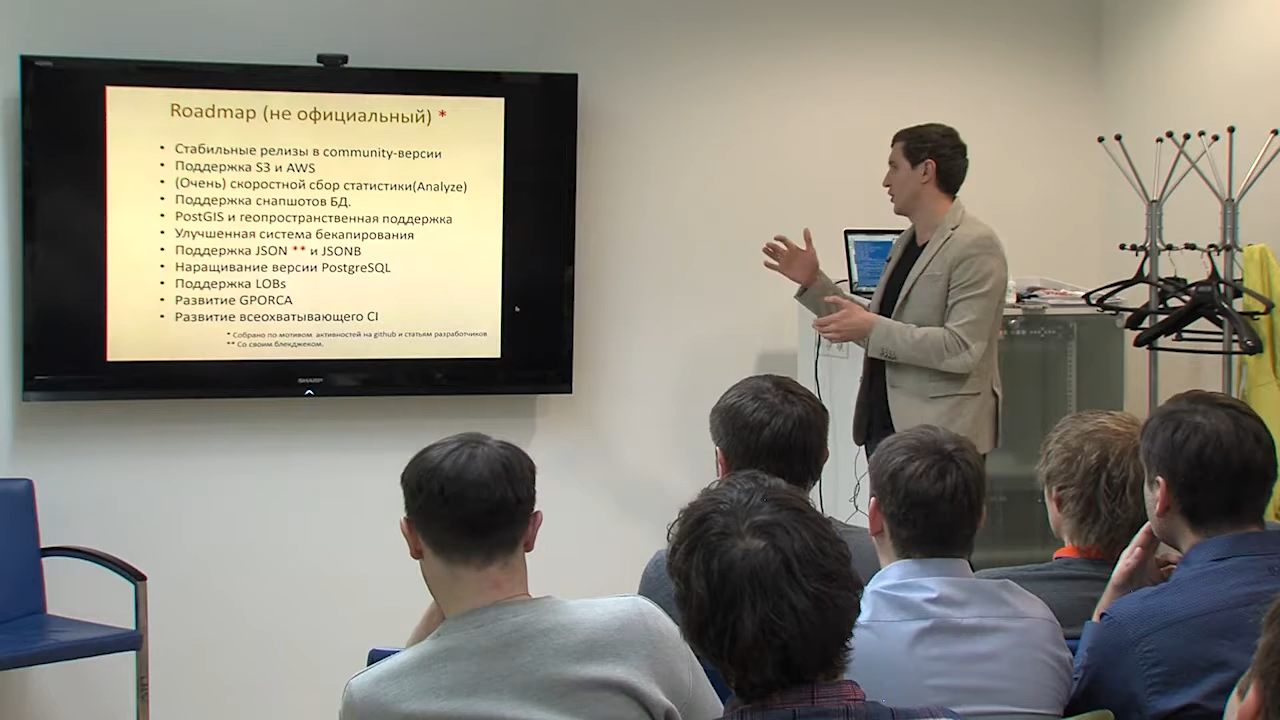 Roadmap (не официальный) *
• Стабильные релизы в community-версии
• Поддержка S3 и AWS
• (Очень) скоростной сбор статистики(Analyze)
• Поддержка снапшотов БД.
• PostGIS и геопространственная поддержка
• Улучшенная система бекапирования
• Поддержка JSON ** и JSONB
• Наращивание версии PostgreSQL
• Поддержка LOBs
• Развитие GPORCA
• Развитие всеохватывающего CI
* Собрано по мотивом активностей на github и статьям разработчиков
** Со своим блекджеком.
SHARP